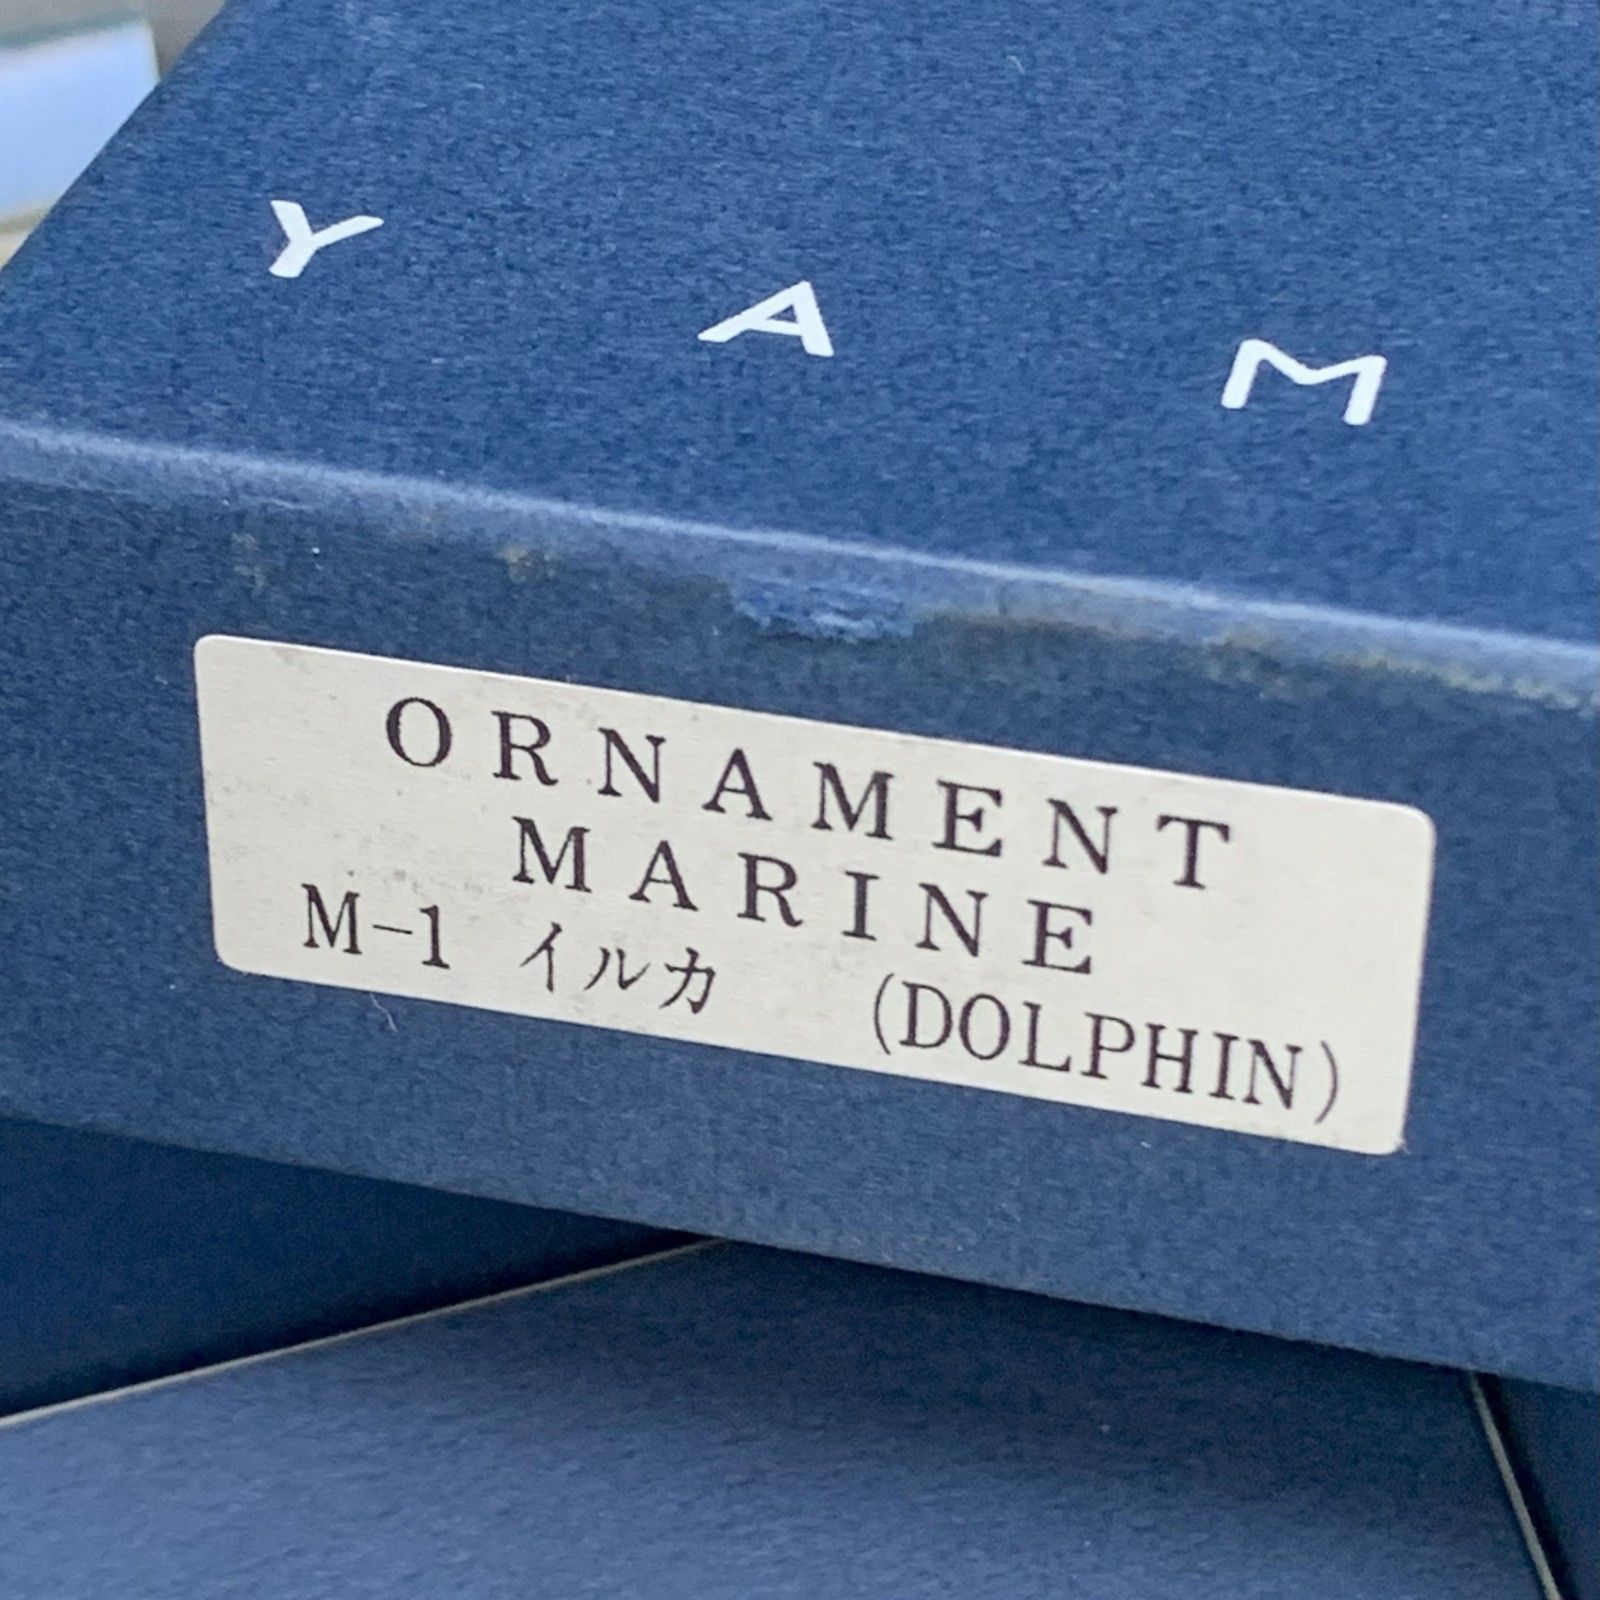 Y A M
ORNAMENT
MARINE
M-1 イルカ (DOLPHIN)